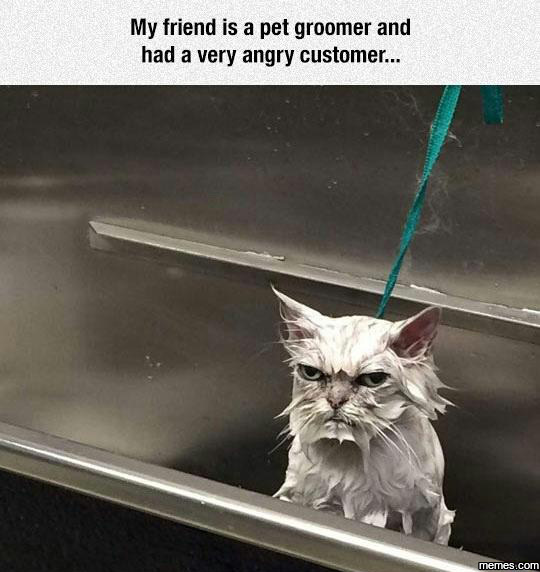 My friend is a pet groomer and
had a very angry customer...
memes.com